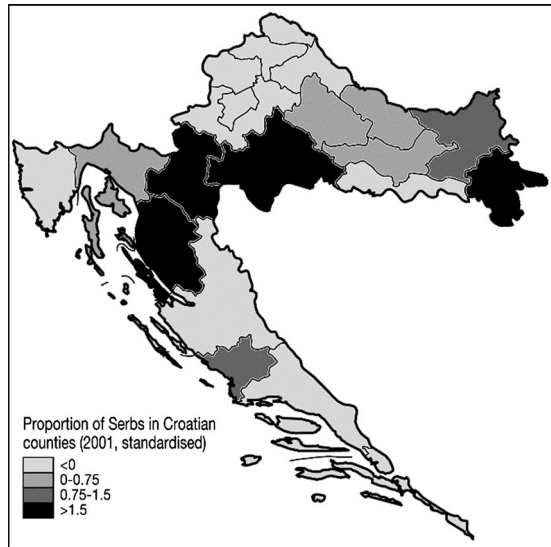 Proportion of Serbs in Croatian
counties (2001, standardised)
<0
0-0.75
0.75-1.5
>1.5